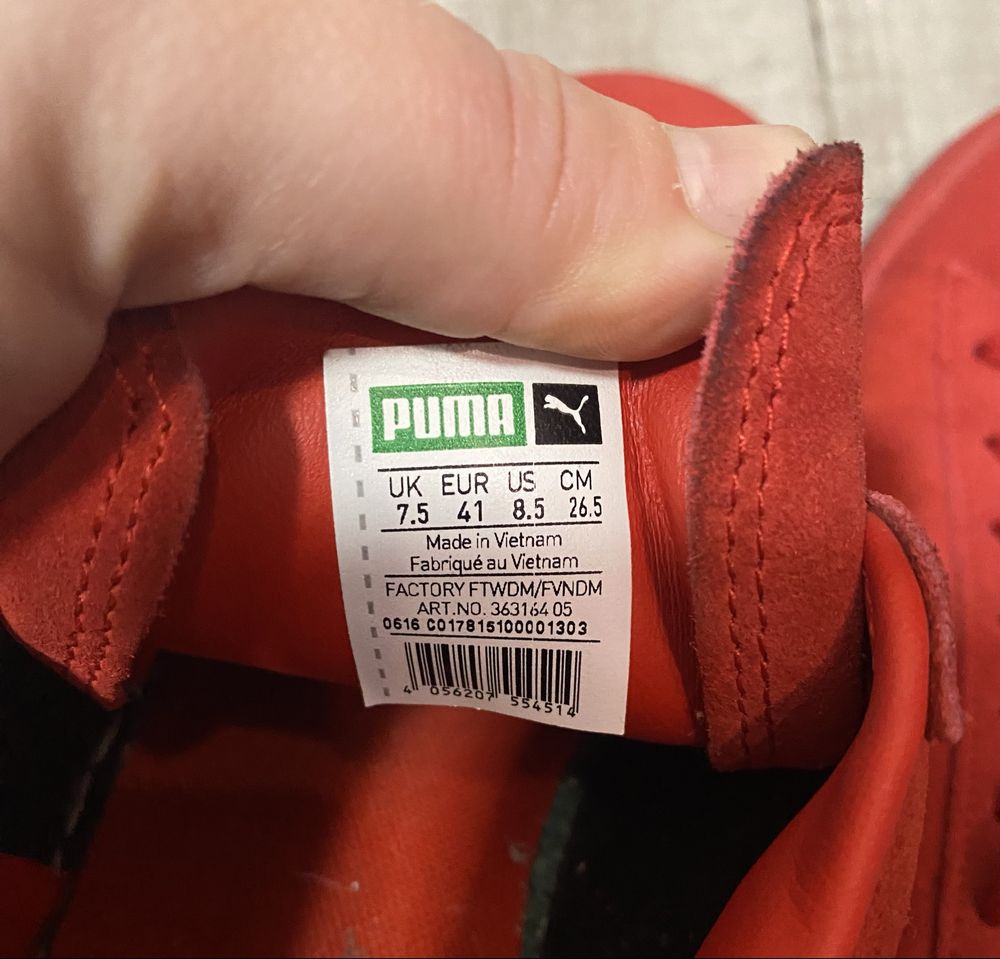 PUMA
UK EUR US CM
7.5 41 8.5 26.5
Made in Vietnam
Fabriqué au Vietnam
FACTORY FTWDM/FVNDM
ART.NO. 363164 05
0616 C017815100001303
4 056207 554514